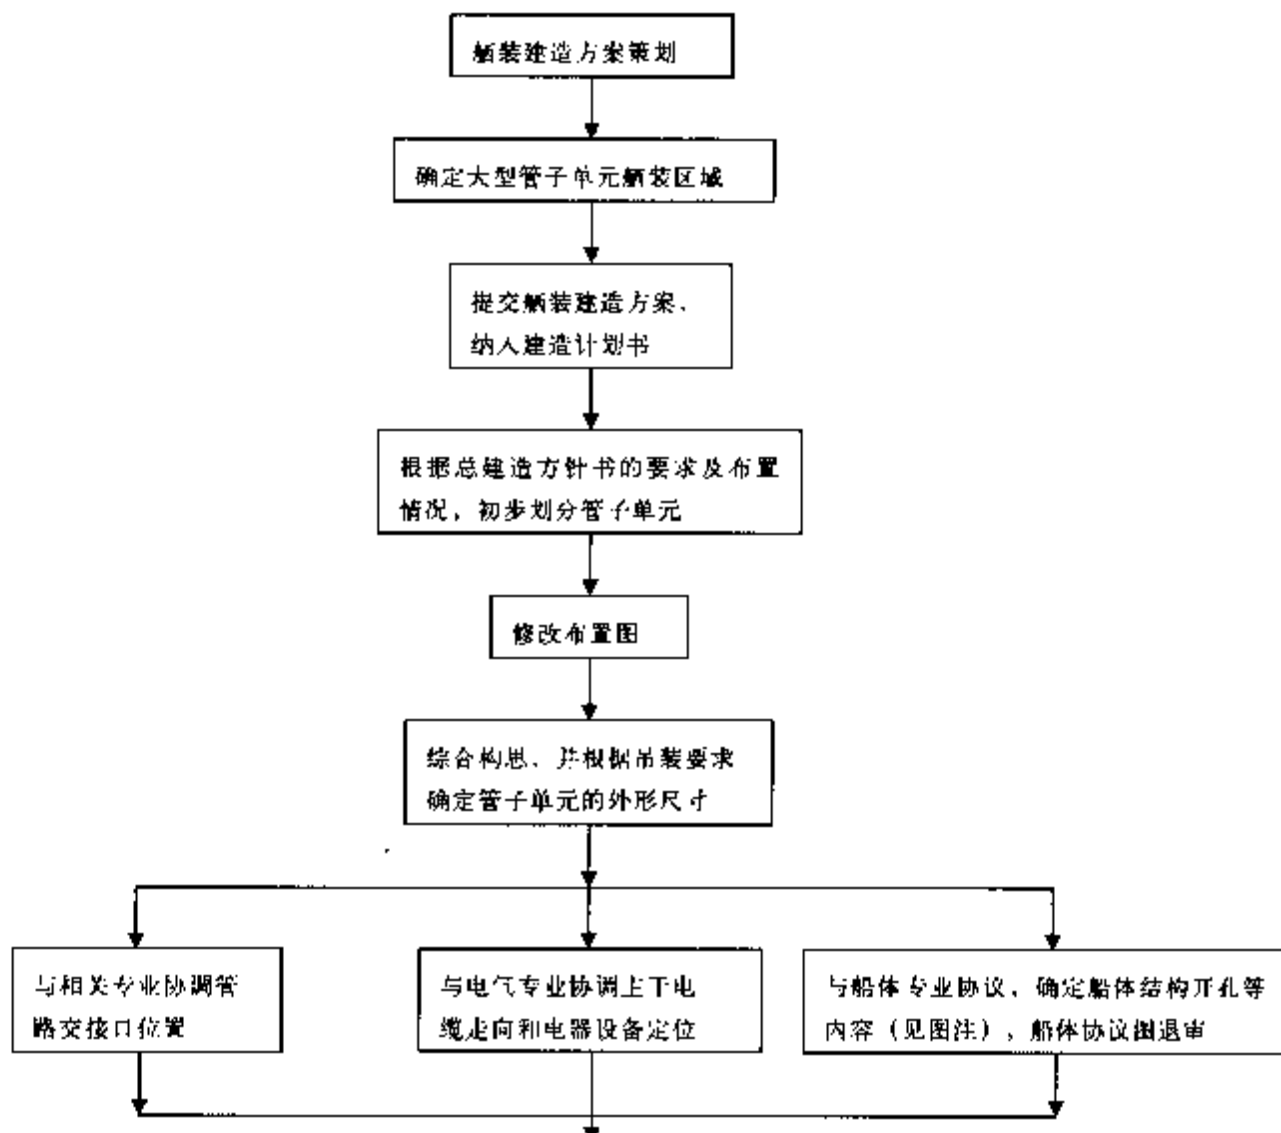 舾装建造方案策划
确定大型管子单元舾装区域
提交舾装建造方案、
纳入建造计划书
根据总建造方针书的要求及布置
情况，初步划分管子单元
修改布置图
综合构思、并根据吊装要求
确定管子单元的外形尺寸
与相关专业协调管
路交接口位置
与电气专业协调主干电
缆走向和电器设备定位
与船体专业协议、确定船体结构开孔等
内容（见图注），船体协议图退审